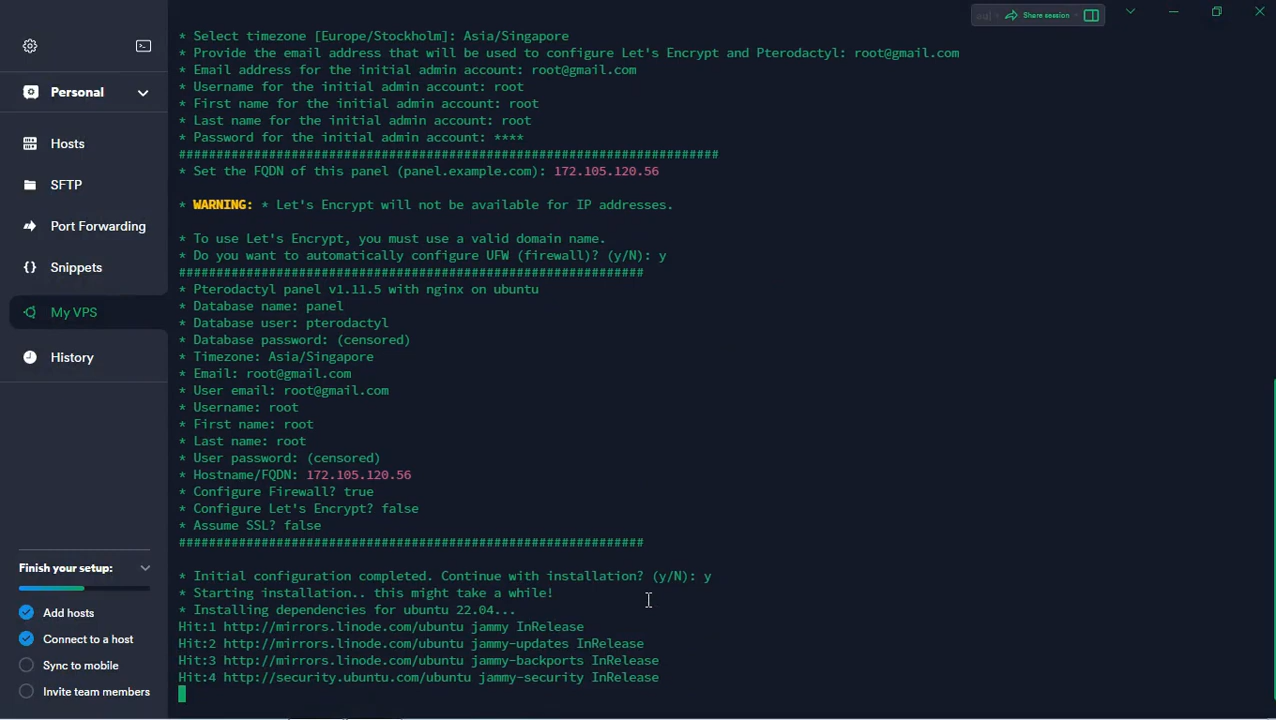 Share session
Personal
Hosts
SFTP
Port Forwarding
Snippets
My VPS
History
Finish your setup:
Add hosts
Connect to a host
Sync to mobile
Invite team members
* Select timezone [Europe/Stockholm]: Asia/Singapore
* Provide the email address that will be used to configure Let's Encrypt and Pterodactyl: root@gmail.com
* Email address for the initial admin account: root@gmail.com
* Username for the initial admin account: root
* First name for the initial admin account: root
* Last name for the initial admin account: root
* Password for the initial admin account: ****
########################################################################
* Set the FQDN of this panel (panel.example.com): 172.105.120.56
* WARNING: * Let's Encrypt will not be available for IP addresses.
* To use Let's Encrypt, you must use a valid domain name.
* Do you want to automatically configure UFW (firewall)? (y/N): y
##############################################################
* Pterodactyl panel v1.11.5 with nginx on ubuntu
* Database name: panel
* Database user: pterodactyl
* Database password: (censored)
* Timezone: Asia/Singapore
* Email: root@gmail.com
* User email: root@gmail.com
* Username: root
* First name: root
* Last name: root
* User password: (censored)
* Hostname/FQDN: 172.105.120.56
* Configure Firewall? true
* Configure Let's Encrypt? false
* Assume SSL? false
##############################################################
* Initial configuration completed. Continue with installation? (y/N): y
* Starting installation.. this might take a while!
* Installing dependencies for ubuntu 22.04...
Hit:1 http://mirrors.linode.com/ubuntu jammy InRelease
Hit:2 http://mirrors.linode.com/ubuntu jammy-updates InRelease
Hit:3 http://mirrors.linode.com/ubuntu jammy-backports InRelease
Hit:4 http://security.ubuntu.com/ubuntu jammy-security InRelease